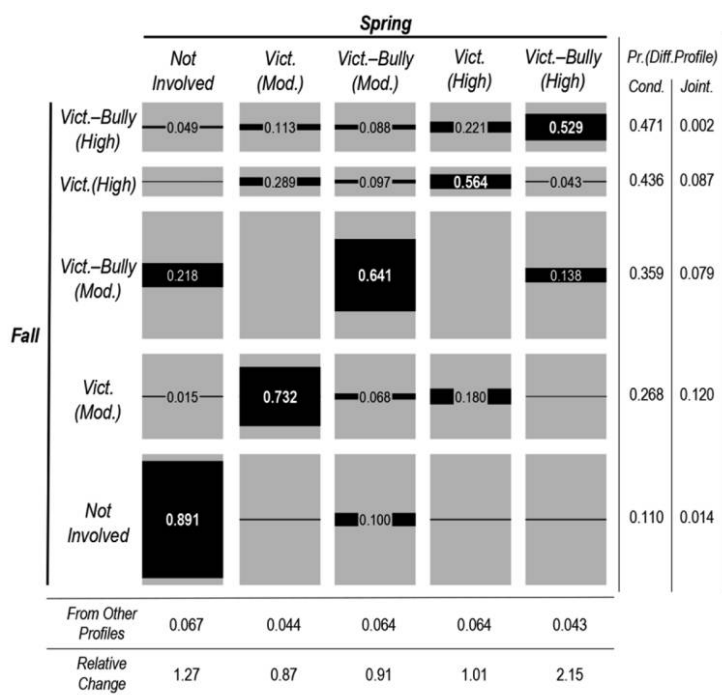 Spring
Not Involved
Vict. (Mod.)
Vict.–Bully (Mod.)
Vict. (High)
Vict.–Bully (High)
Pr.(Diff.Profile)
Cond. Joint.
Fall
Vict.–Bully (High)
0.049 0.113 0.088 0.221 0.529 0.471 0.002
Vict.(High)
0.289 0.097 0.564 0.043 0.436 0.087
Vict.–Bully (Mod.)
0.218 0.641 0.138 0.359 0.079
Vict. (Mod.)
0.015 0.732 0.068 0.180 0.268 0.120
Not Involved
0.891 0.100 0.110 0.014
From Other Profiles
0.067 0.044 0.064 0.064 0.043
Relative Change
1.27 0.87 0.91 1.01 2.15